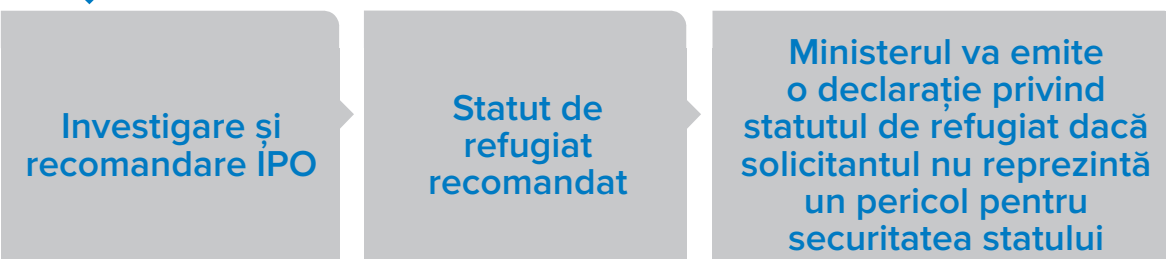 Investigare și
recomandare IPO
Statut de
refugiat
recomandat
Ministerul va emite
o declarație privind
statutul de refugiat dacă
solicitantul nu reprezintă
un pericol pentru
securitatea statului